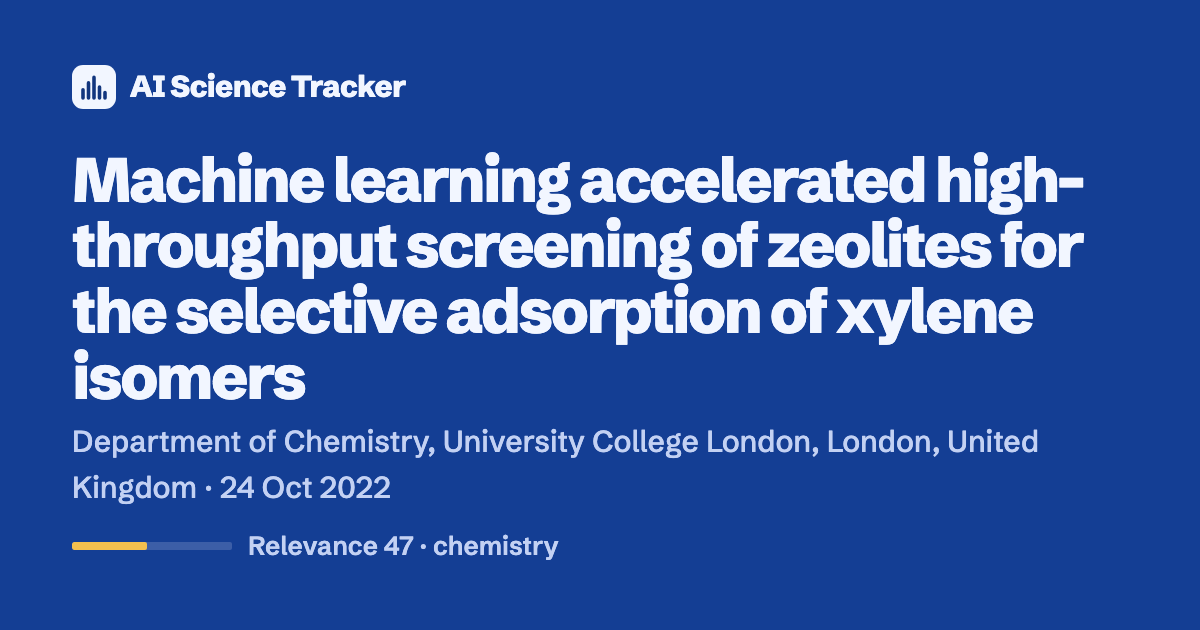 AI Science Tracker
Machine learning accelerated high-
throughput screening of zeolites for
the selective adsorption of xylene
isomers
Department of Chemistry, University College London, London, United
Kingdom · 24 Oct 2022
Relevance 47 · chemistry